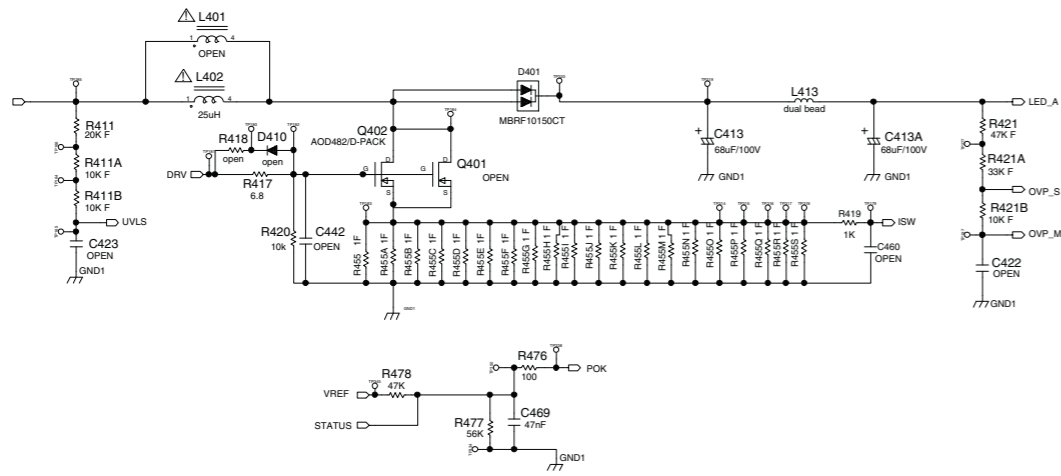 L401
1 4
OPEN
L402
1 4
25uH
D401
MBRF10150CT
L413
dual bead
LED_A
R411
20K F
R411A
10K F
R411B
10K F
UVLS
C423
OPEN
GND1
R418
open
D410
open
DRV
R417
6.8
Q402
AOD482/D-PACK
D
G
S
Q401
OPEN
D
G
S
C413
68uF/100V
GND1
C413A
68uF/100V
GND1
R421
47K F
R421A
33K F
OVP_S
R421B
10K F
OVP_M
C422
OPEN
GND1
R420
10k
C442
OPEN
R455 1F
R455A 1F
R455B 1F
R455C 1F
R455D 1F
R455E 1F
R455F 1F
R455G 1 F
R455H 1 F
R455I 1 F
R455J 1 F
R455K 1 F
R455L 1 F
R455M 1 F
R455N 1 F
R455O 1 F
R455P 1 F
R455Q 1 F
R455R 1 F
R455S 1 F
R419
1K
ISW
C460
OPEN
GND1
VREF
R478
47K
STATUS
R477
56K
C469
47nF
R476
100
POK
GND1